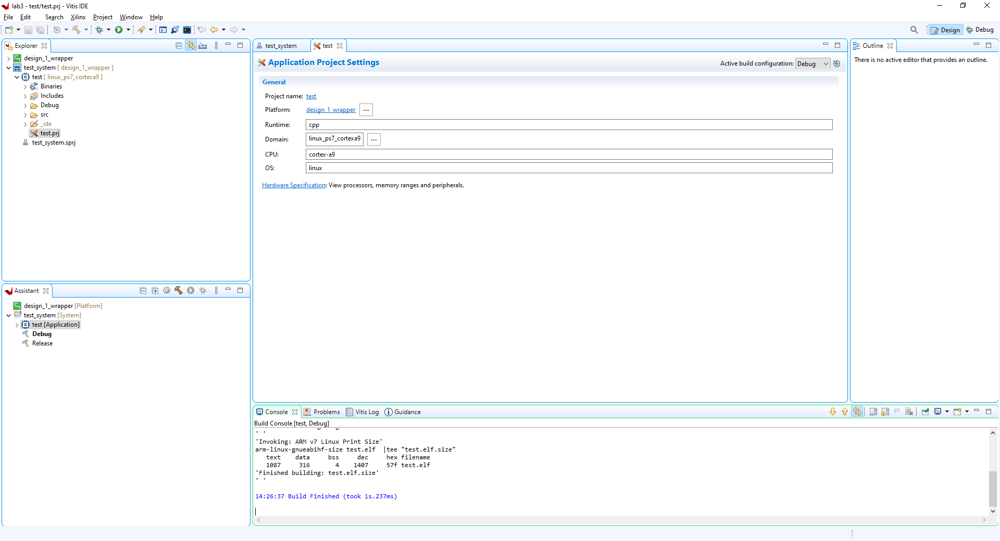 lab3 - test/test.prj - Vitis IDE
File Edit Search Xilinx Project Window Help
Design Debug
Explorer
design_1_wrapper
test_system [ design_1_wrapper ]
test [ linux_ps7_cortexa9 ]
Binaries
Includes
Debug
src
_ide
test.prj
test_system.sprj
Assistant
design_1_wrapper [Platform]
test_system [System]
test [Application]
Debug
Release
test_system test
Application Project Settings
Active build configuration: Debug
General
Project name: test
Platform: design_1_wrapper ...
Runtime: cpp
Domain: linux_ps7_cortexa9 ...
CPU: cortex-a9
OS: linux
Hardware Specification: View processors, memory ranges and peripherals.
Outline
There is no active editor that provides an outline.
Console Problems Vitis Log Guidance
Build Console [test, Debug]
' '
'Invoking: ARM v7 Linux Print Size'
arm-linux-gnueabihf-size test.elf |tee "test.elf.size"
text data bss dec hex filename
1087 316 4 1407 57f test.elf
'Finished building: test.elf.size'
' '
14:26:37 Build Finished (took 1s.237ms)